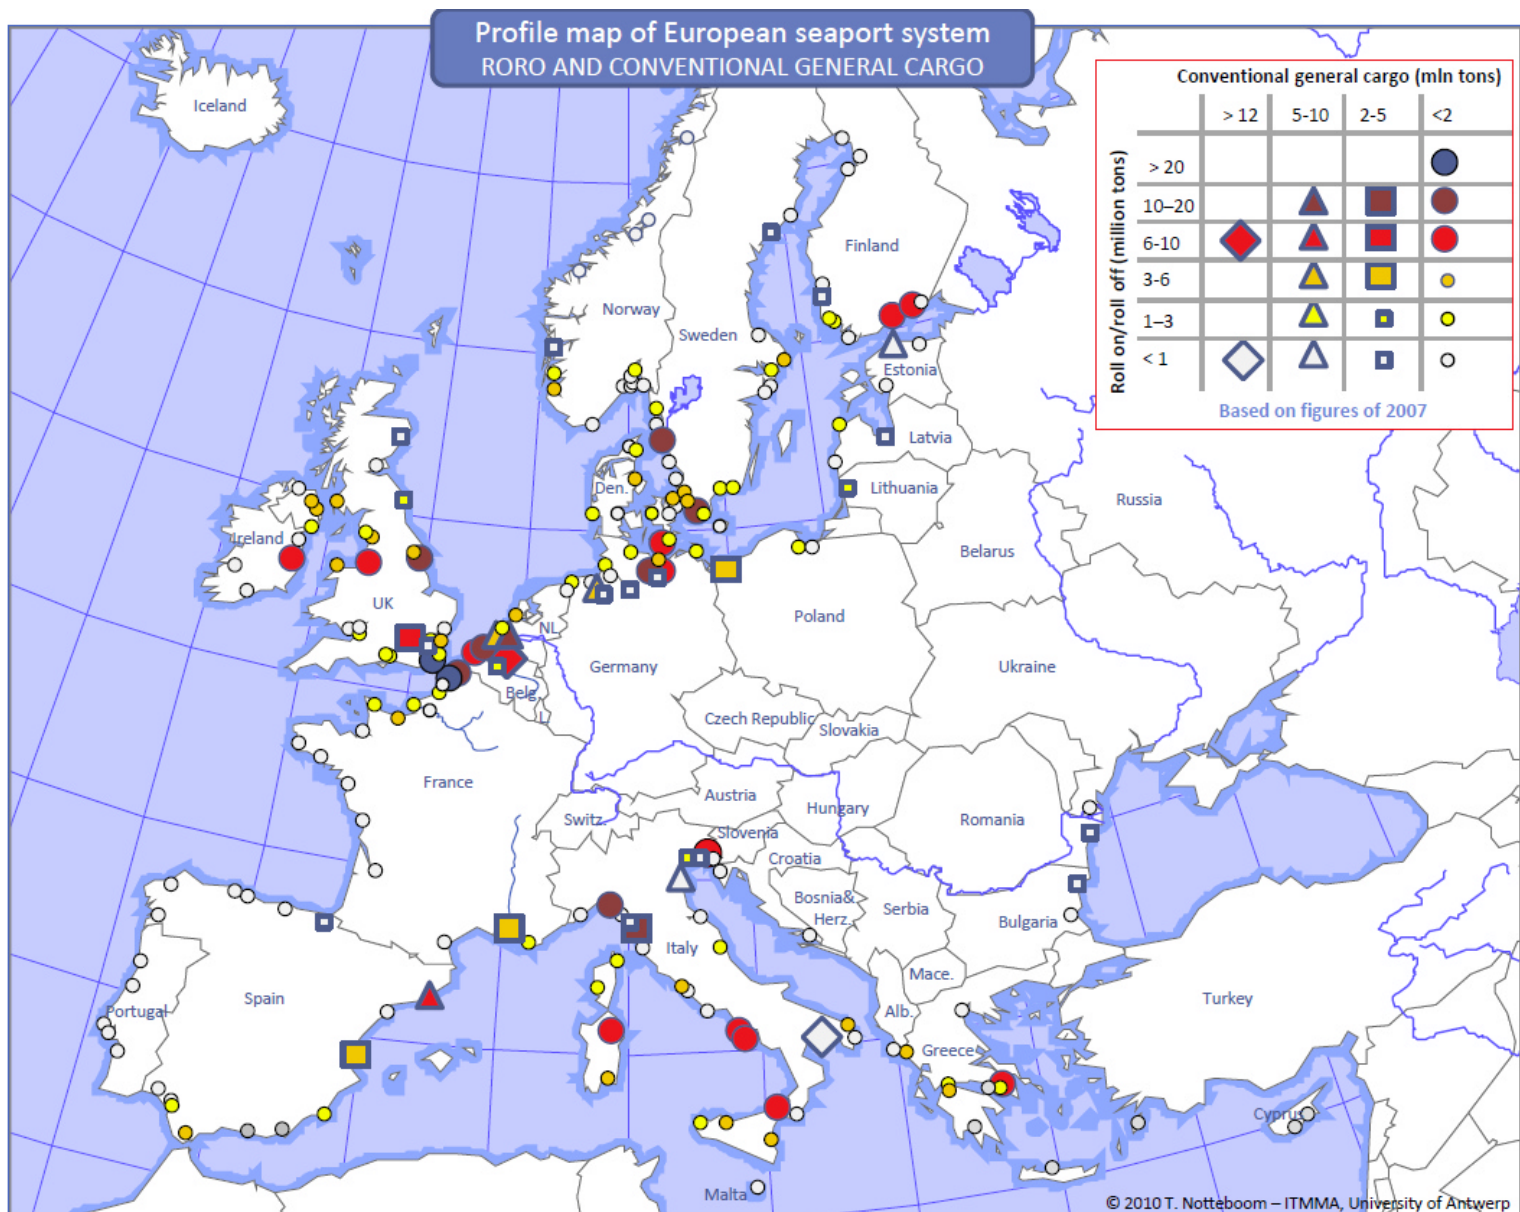 Profile map of European seaport system
RORO AND CONVENTIONAL GENERAL CARGO
Conventional general cargo (mln tons)
> 12
5-10
2-5
<2
Roll on/roll off (million tons)
> 20
10–20
6-10
3-6
1–3
< 1
Based on figures of 2007
Iceland
Finland
Norway
Sweden
Estonia
Latvia
Lithuania
Russia
Den.
Ireland
Belarus
UK
NL
Poland
Germany
Ukraine
Belg.
L.
Czech Republic
Slovakia
France
Austria
Hungary
Switz.
Slovenia
Romania
Croatia
Bosnia&
Herz.
Serbia
Bulgaria
Italy
Mace.
Spain
Portugal
Alb.
Turkey
Greece
Cyprus
Malta
© 2010 T. Notteboom – ITMMA, University of Antwerp